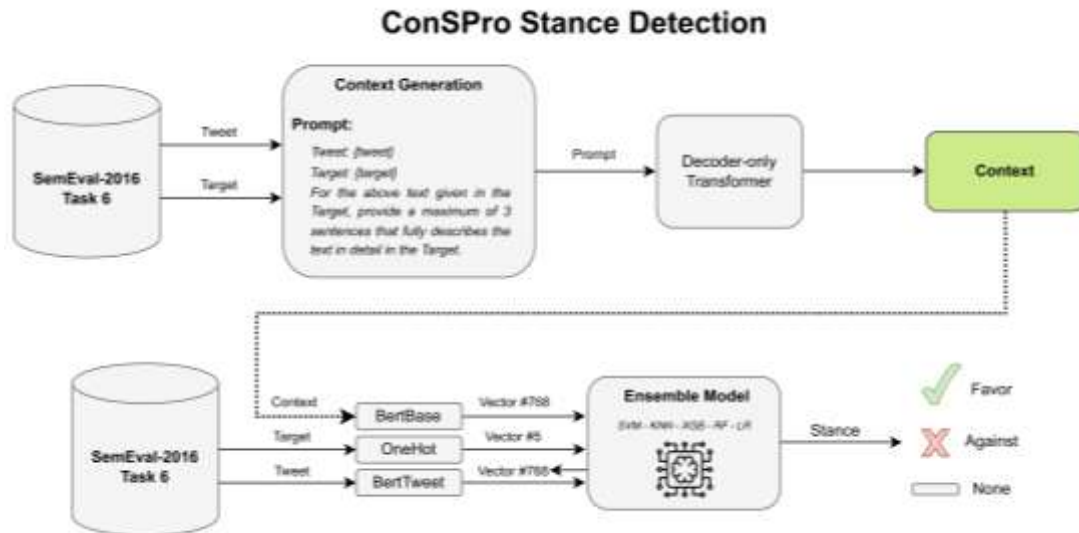 ConSPro Stance Detection
Context Generation
Prompt:
Tweet: {tweet}
Target: {target}
For the above text given in the
Target, provide a maximum of 3
sentences that fully describes the
text in detail in the Target.
SemEval-2016
Task 6
Tweet
Target
Prompt
Decoder-only
Transformer
Context
SemEval-2016
Task 6
Context
Target
Tweet
BertBase
OneHot
BertTweet
Vector #768
Vector #5
Vector #768
Ensemble Model
SVM - KNN - XGB - RF - LR
Stance
Favor
Against
None